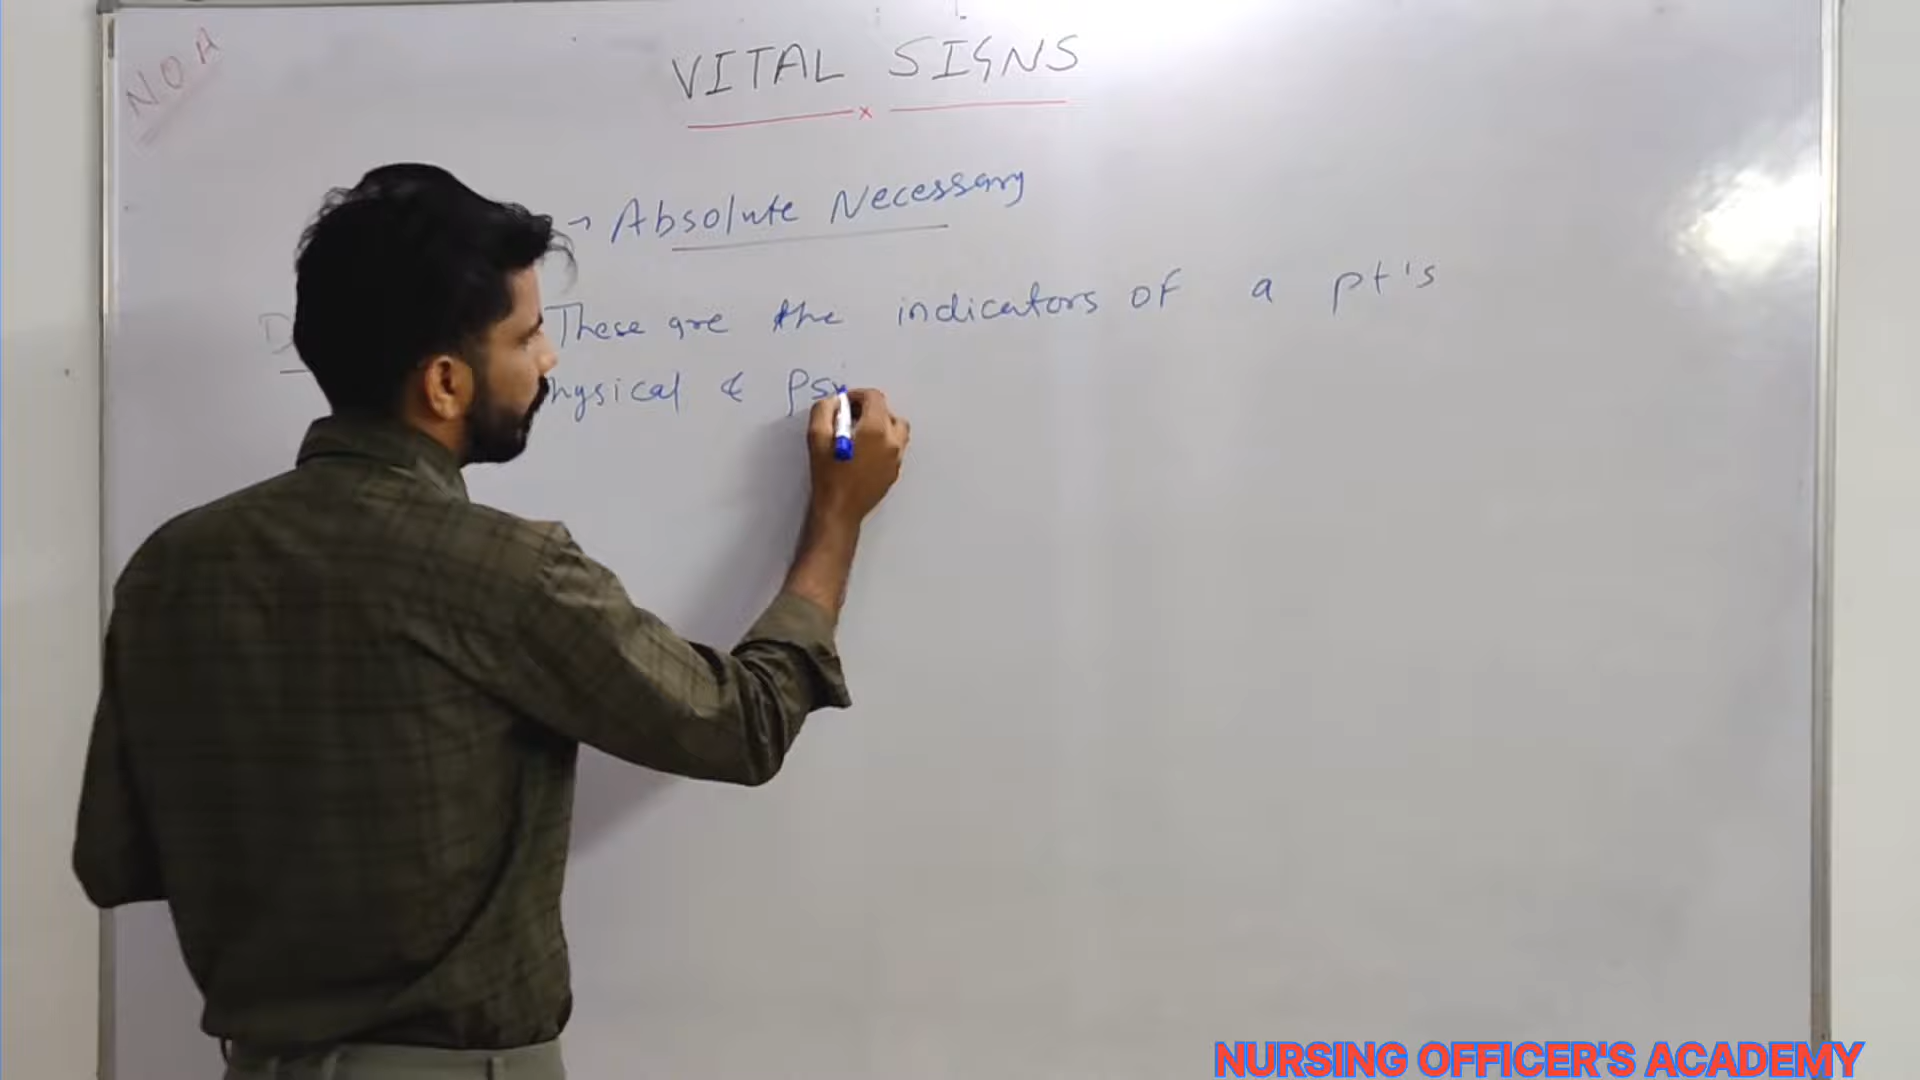 NOA
VITAL SIGNS
x
→ Absolute Necessary
These are the indicators of a pt's
hysical & Psy
NURSING OFFICER'S ACADEMY